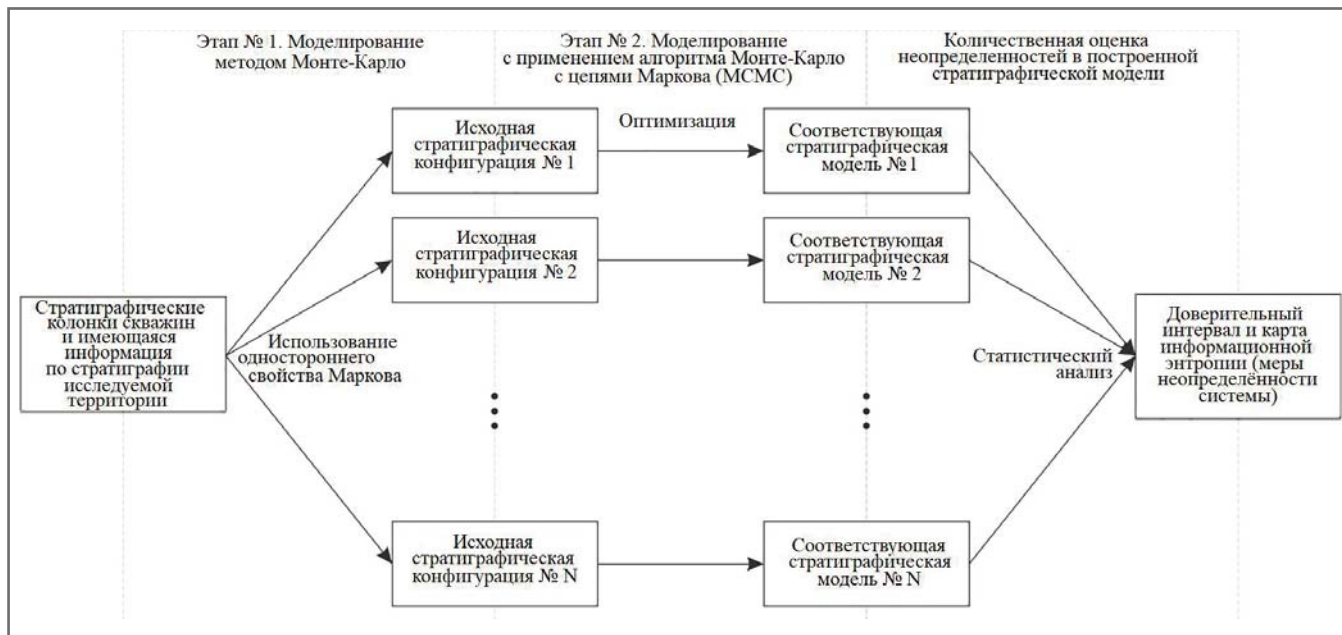 Этап № 1. Моделирование
методом Монте-Карло
Этап № 2. Моделирование
с применением алгоритма Монте-Карло
с цепями Маркова (МСМС)
Количественная оценка
неопределенностей в построенной
стратиграфической модели
Стратиграфические
колонки скважин
и имеющаяся
информация
по стратиграфии
исследуемой
территории
Использование
одностороннего
свойства Маркова
Исходная
стратиграфическая
конфигурация № 1
Оптимизация
Соответствующая
стратиграфическая
модель № 1
Исходная
стратиграфическая
конфигурация № 2
Соответствующая
стратиграфическая
модель № 2
Исходная
стратиграфическая
конфигурация № N
Соответствующая
стратиграфическая
модель № N
Статистический
анализ
Доверительный
интервал и карта
информационной
энтропии (меры
неопределённости
системы)